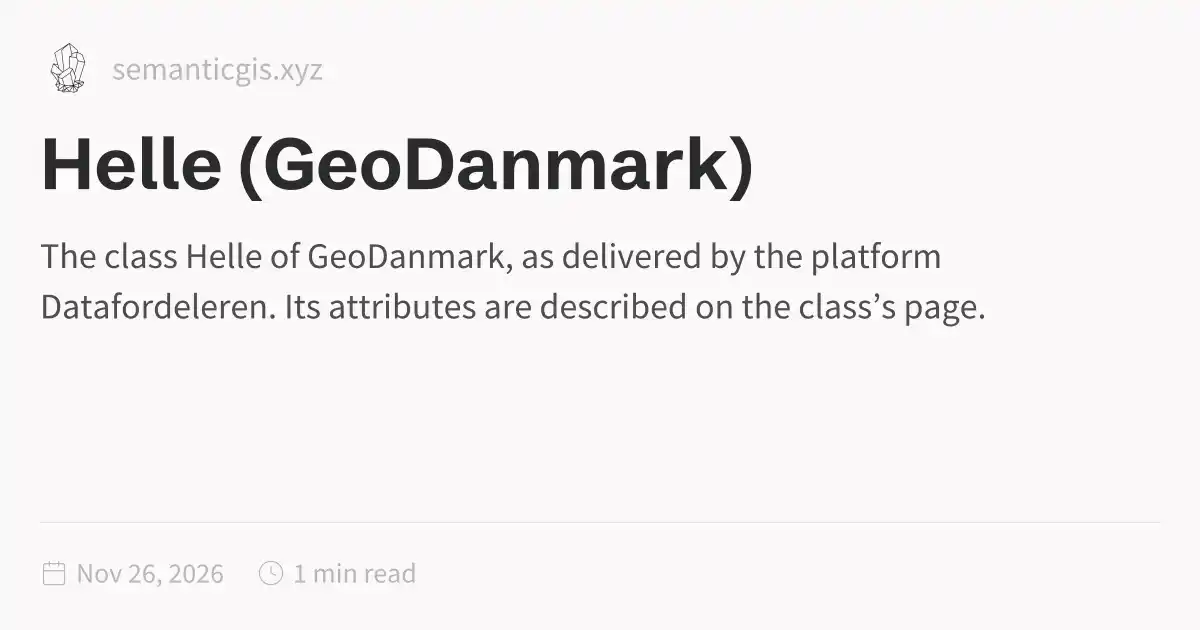 semanticgis.xyz
Helle (GeoDanmark)
The class Helle of GeoDanmark, as delivered by the platform
Datafordeleren. Its attributes are described on the class’s page.
Nov 26, 2026 1 min read